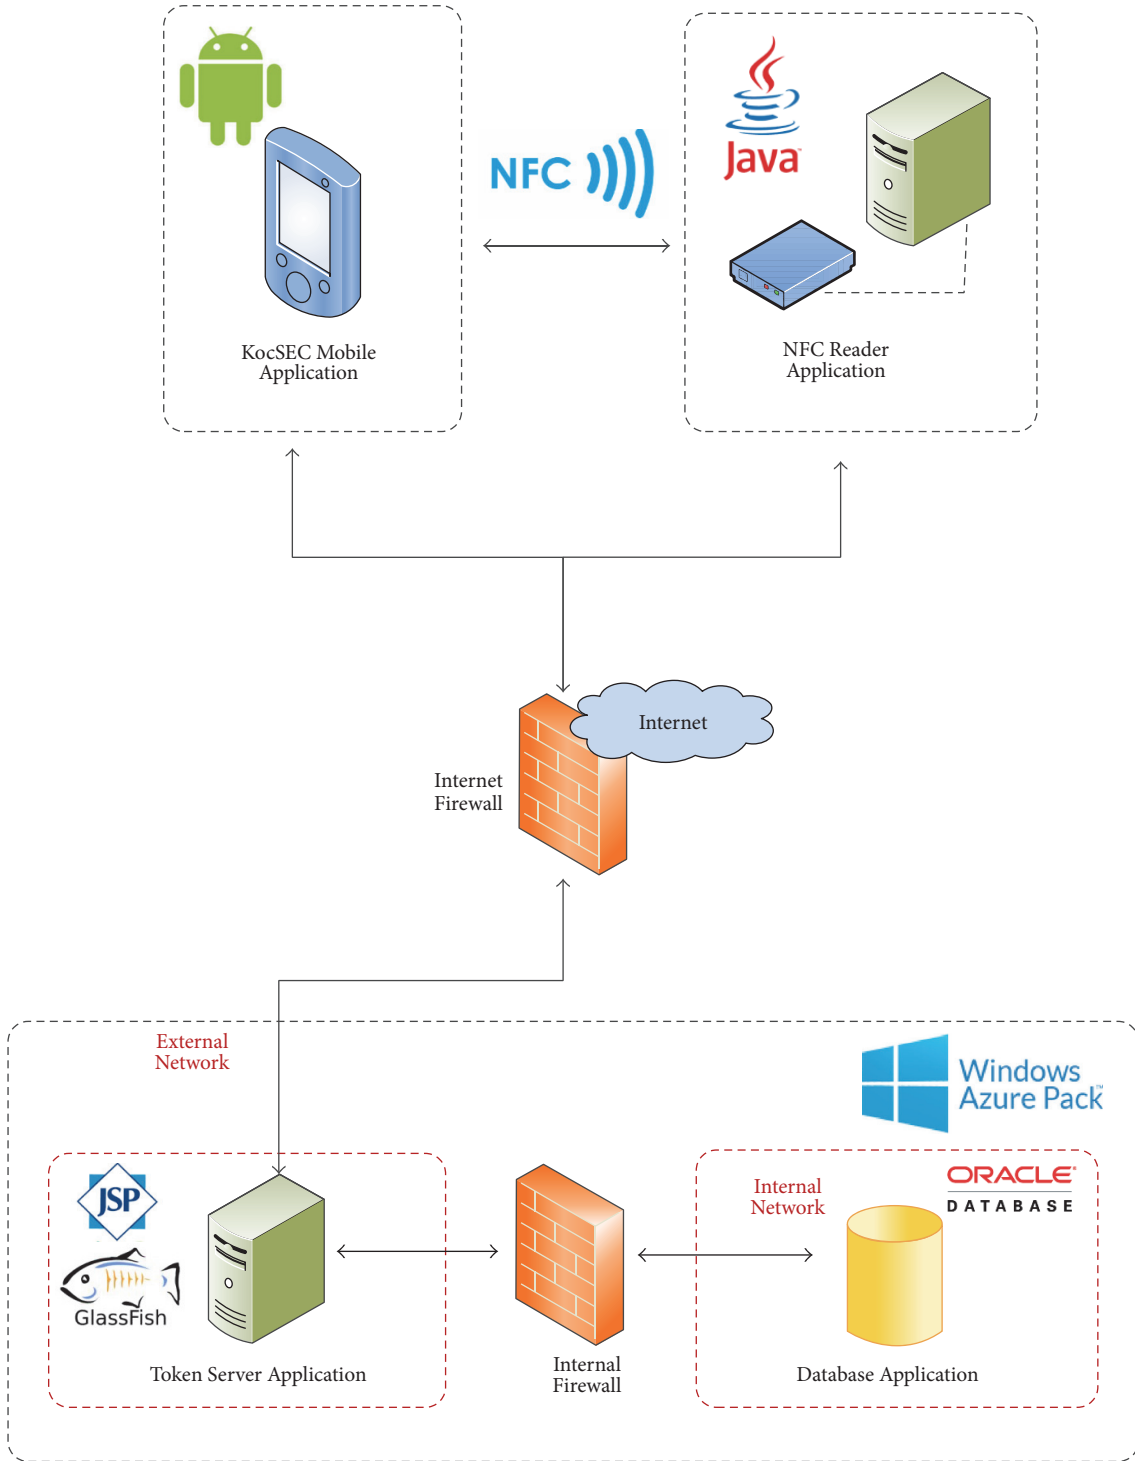 NFC
Java
KocSEC Mobile
Application
NFC Reader
Application
Internet
Internet
Firewall
External
Network
Windows
Azure Pack™
JSP
GlassFish
Token Server Application
Internal
Firewall
Internal
Network
ORACLE®
DATABASE
Database Application